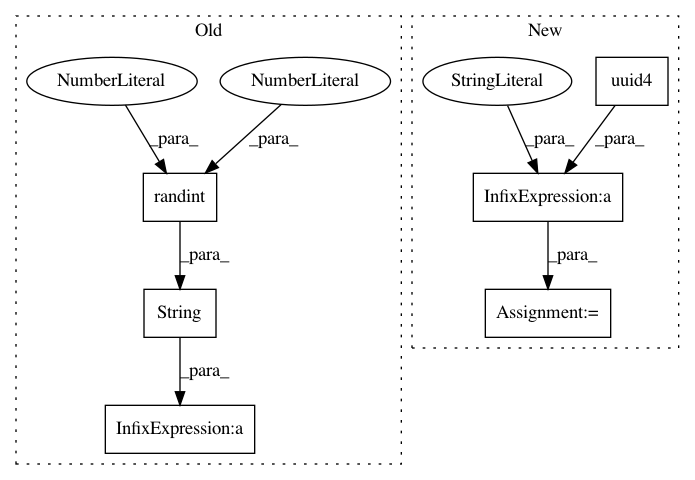 Old
New
NumberLiteral
NumberLiteral
StringLiteral
uuid4
_para_
_para_
_para_
_para_
randint
InfixExpression:a
_para_
_para_
String
Assignment:=
_para_
InfixExpression:a